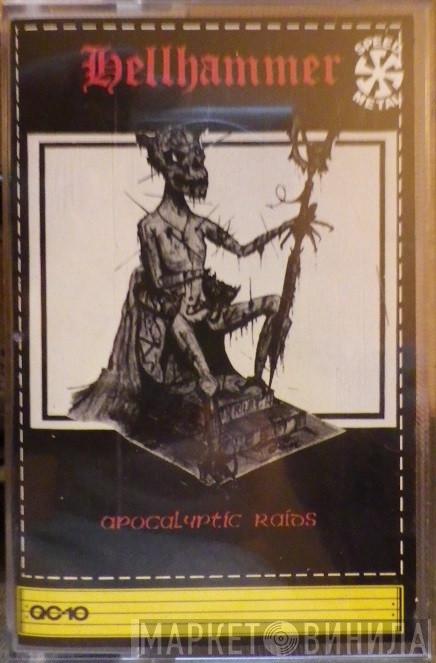 Hellhammer
SPEED
METAL
apocalyptic raids
QC-10
МАРКЕТ ВИНИЛА